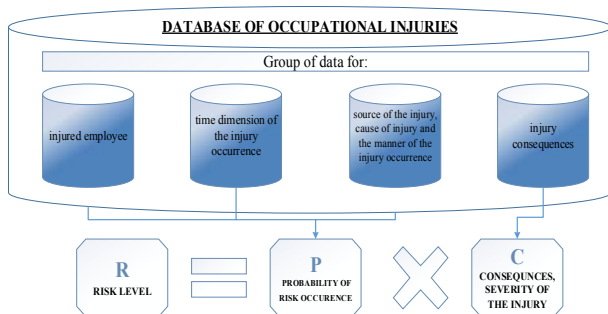 DATABASE OF OCCUPATIONAL INJURIES
Group of data for:
injured employee
time dimension of
the injury
occurrence
source of the injury,
cause of injury and
the manner of the
injury occurrence
injury
consequences
R
RISK LEVEL
P
PROBABILITY OF
RISK OCCURENCE
C
CONSEQUNCES,
SEVERITY OF
THE INJURY